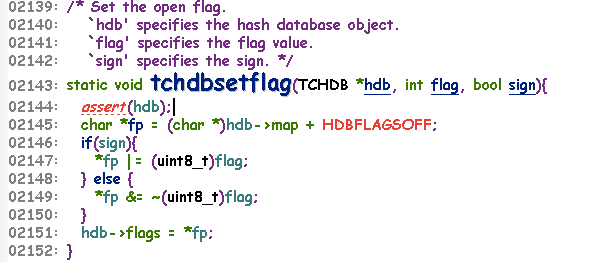 02139: /* Set the open flag.
02140:    `hdb' specifies the hash database object.
02141:    `flag' specifies the flag value.
02142:    `sign' specifies the sign. */
02143: static void tchdbsetflag(TCHDB *hdb, int flag, bool sign){
02144:   assert(hdb);
02145:   char *fp = (char *)hdb->map + HDBFLAGSOFF;
02146:   if(sign){
02147:     *fp |= (uint8_t)flag;
02148:   } else {
02149:     *fp &= ~(uint8_t)flag;
02150:   }
02151:   hdb->flags = *fp;
02152: }